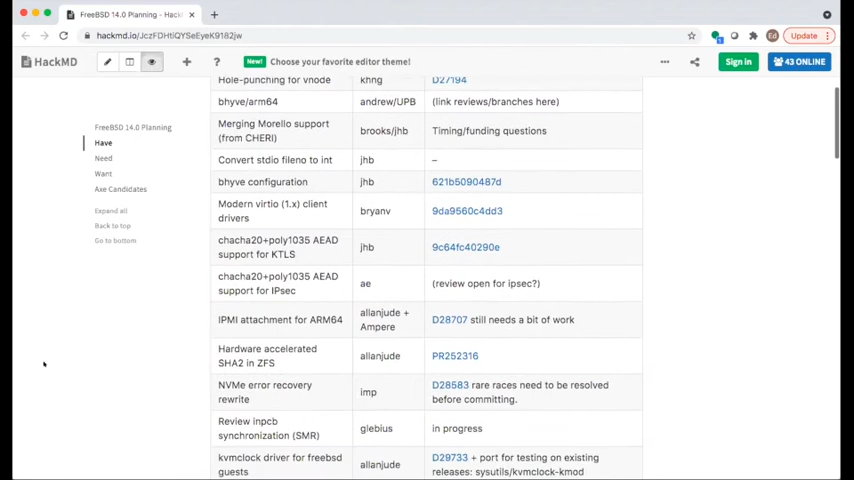 FreeBSD 14.0 Planning - HackM
hackmd.io/JczFDHtiQYSeEyeK9182jw
Ed
Update
HackMD
New! Choose your favorite editor theme!
Sign in
43 ONLINE
FreeBSD 14.0 Planning
Have
Need
Want
Axe Candidates
Expand all
Back to top
Go to bottom
Hole-punching for vnode khng D27194
bhyve/arm64 andrew/UPB (link reviews/branches here)
Merging Morello support
(from CHERI) brooks/jhb Timing/funding questions
Convert stdio fileno to int jhb –
bhyve configuration jhb 621b5090487d
Modern virtio (1.x) client
drivers bryanv 9da9560c4dd3
chacha20+poly1035 AEAD
support for KTLS jhb 9c64fc40290e
chacha20+poly1035 AEAD
support for IPsec ae (review open for ipsec?)
IPMI attachment for ARM64 allanjude +
Ampere D28707 still needs a bit of work
Hardware accelerated
SHA2 in ZFS allanjude PR252316
NVMe error recovery
rewrite imp D28583 rare races need to be resolved
before committing.
Review inpcb
synchronization (SMR) glebius in progress
kvmclock driver for freebsd
guests allanjude D29733 + port for testing on existing
releases: sysutils/kvmclock-kmod